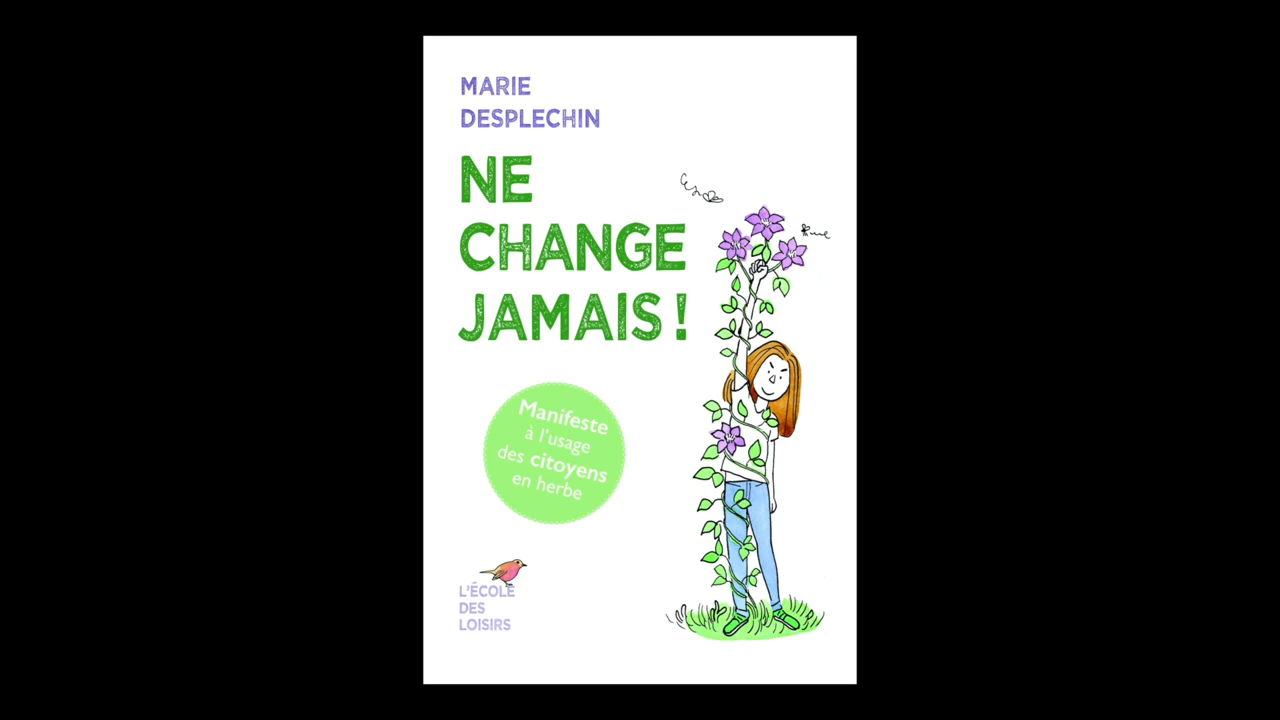 MARIE
DESPLECHIN
NE
CHANGE
JAMAIS !
Manifeste
à l'usage
des citoyens
en herbe
L'ÉCOLE
DES
LOISIRS